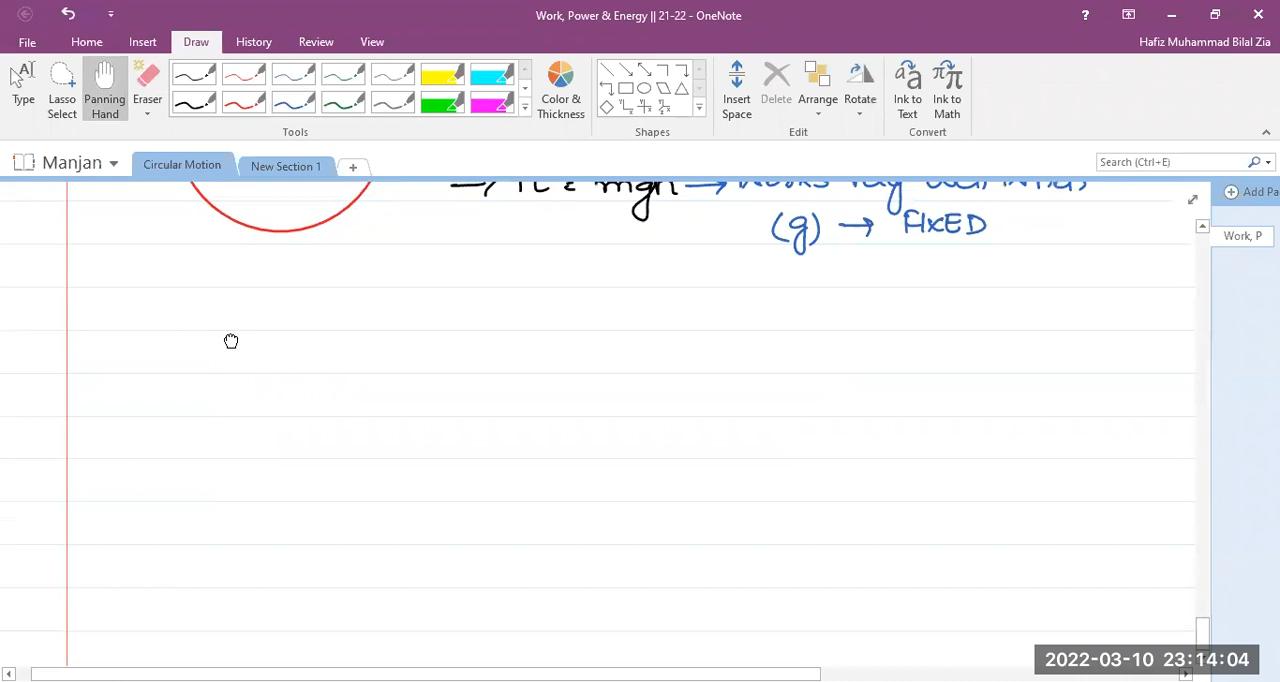 Work, Power & Energy || 21-22 - OneNote
File Home Insert Draw History Review View
Hafiz Muhammad Bilal Zia
Type
Lasso Select
Panning Hand
Eraser
Color & Thickness
Insert Space
Delete
Arrange
Rotate
Ink to Text
Ink to Math
Tools
Shapes
Edit
Convert
Manjan
Circular Motion
New Section 1
Search (Ctrl+E)
Add Pa
Work, P
mgh →
(g) → FIXED
2022-03-10 23:14:04